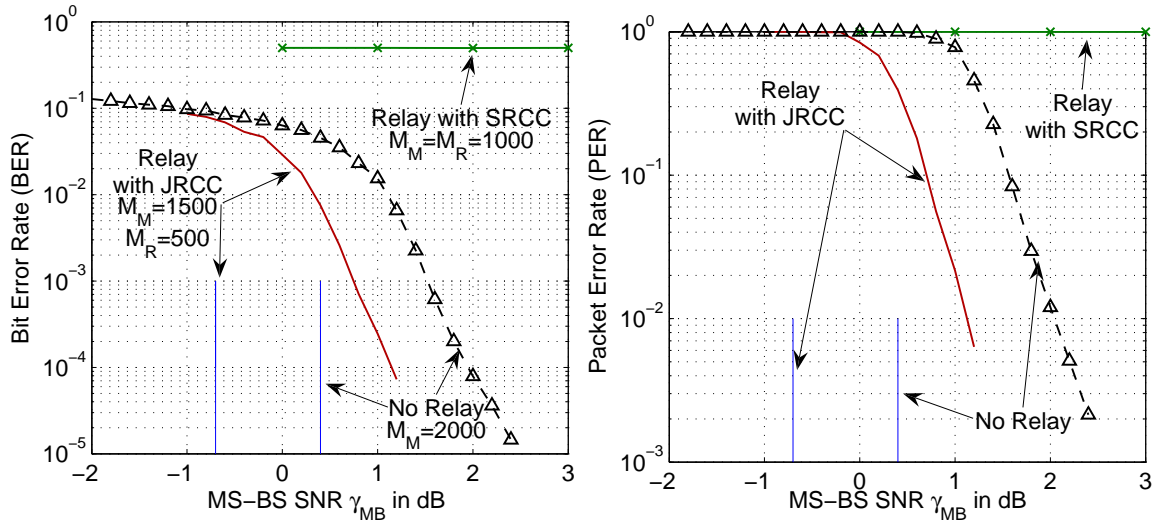 10^0
10^-1
10^-2
10^-3
10^-4
10^-5
Bit Error Rate (BER)
Relay with SRCC
M_M=M_R=1000
Relay
with JRCC
M_M=1500
M_R=500
No Relay
M_M=2000
−2 −1 0 1 2 3
MS−BS SNR γ_MB in dB
10^0
10^-1
10^-2
10^-3
Packet Error Rate (PER)
Relay
with JRCC
Relay
with SRCC
No Relay
−2 −1 0 1 2 3
MS−BS SNR γ_MB in dB